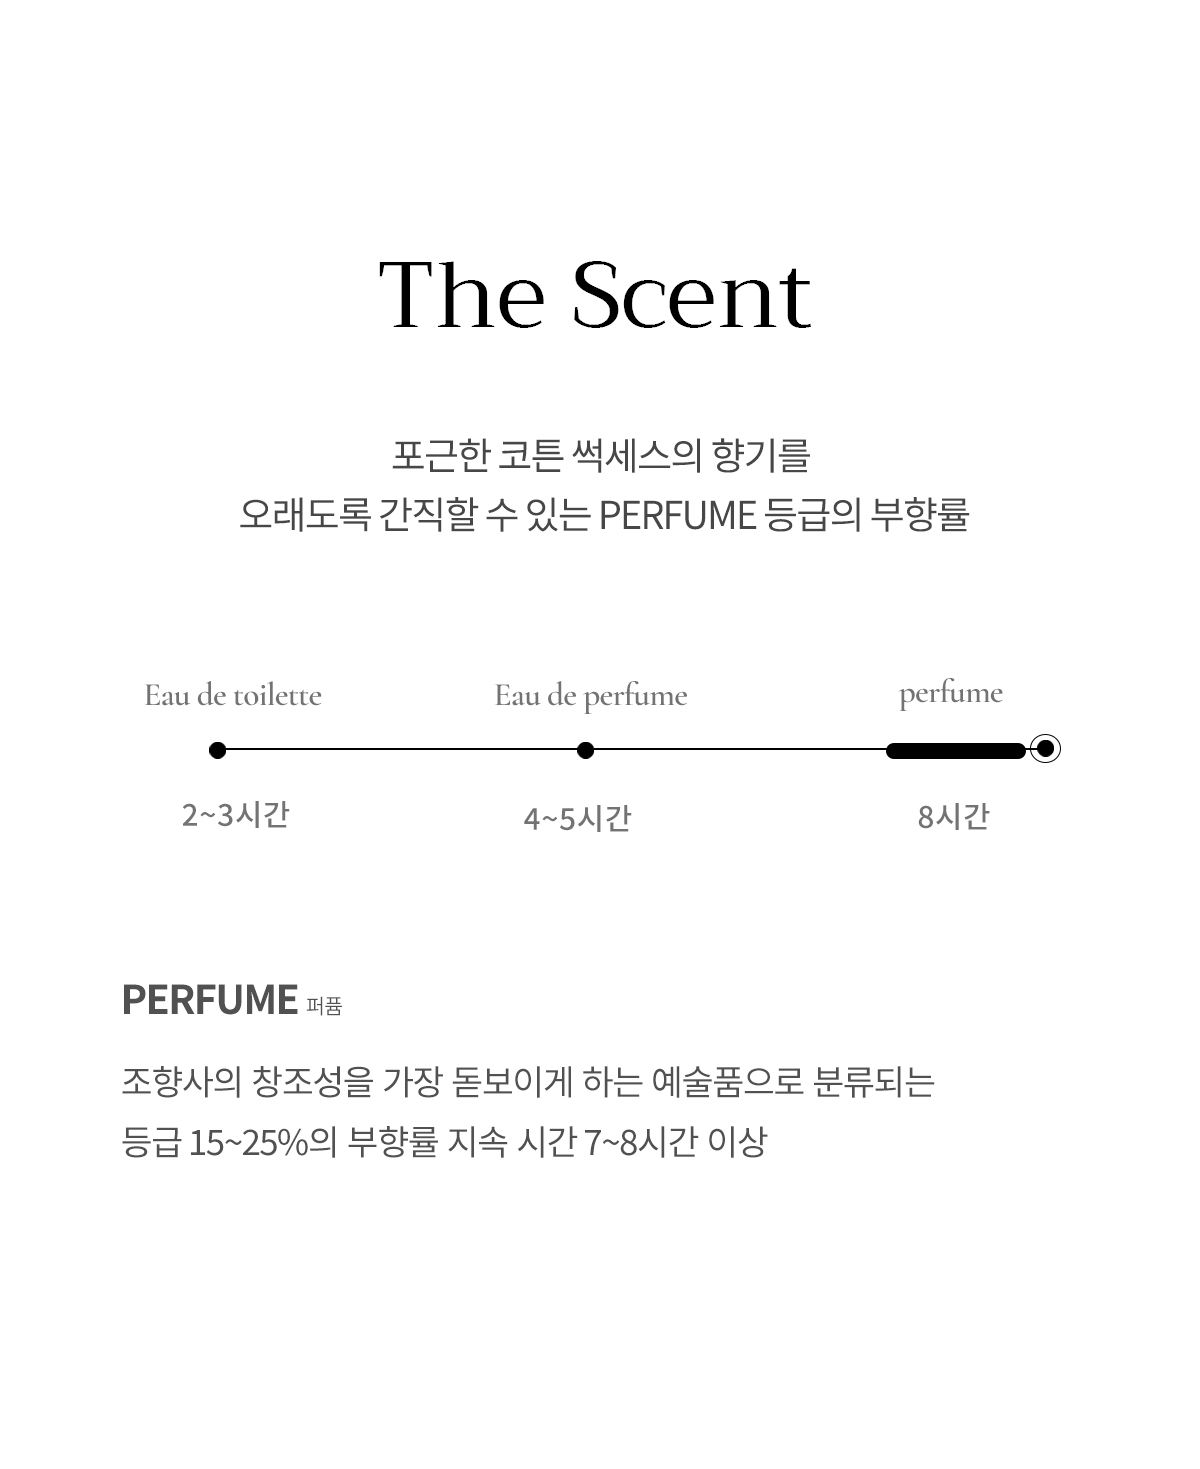 The Scent
포근한 코튼 썩세스의 향기를
오래도록 간직할 수 있는 PERFUME 등급의 부향률
Eau de toilette
Eau de perfume
perfume
2~3시간
4~5시간
8시간
PERFUME 퍼퓸
조향사의 창조성을 가장 돋보이게 하는 예술품으로 분류되는
등급 15~25%의 부향률 지속 시간 7~8시간 이상